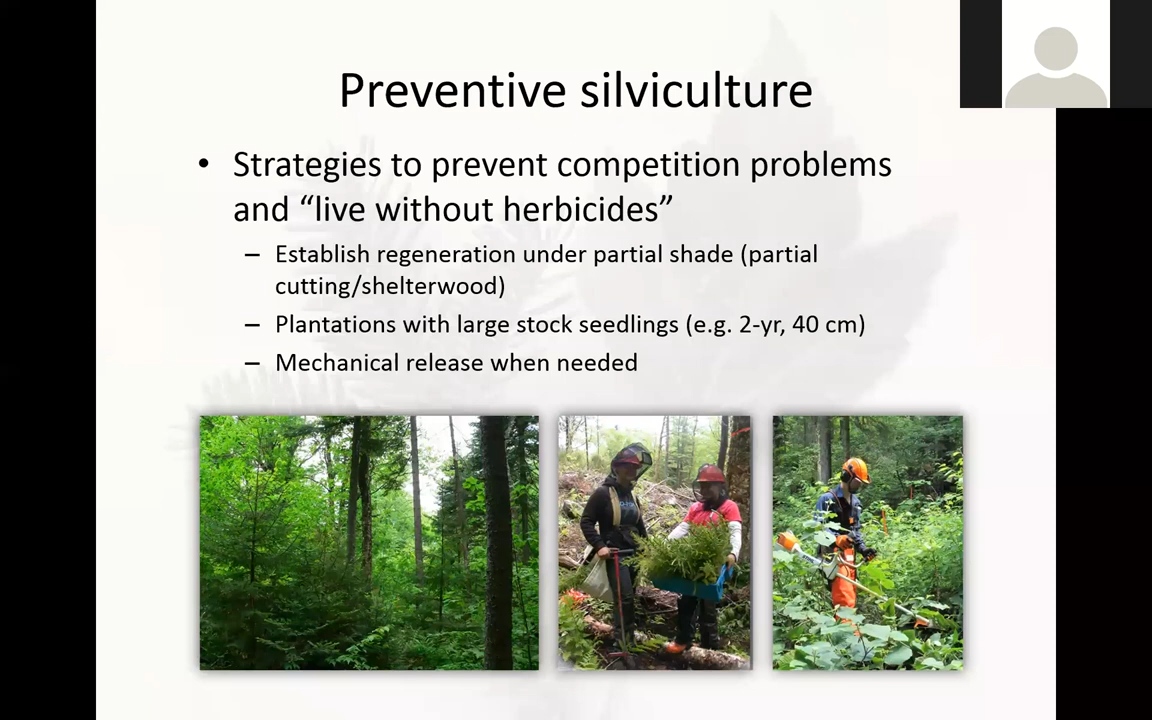 Preventive silviculture
• Strategies to prevent competition problems
and “live without herbicides”
– Establish regeneration under partial shade (partial
cutting/shelterwood)
– Plantations with large stock seedlings (e.g. 2-yr, 40 cm)
– Mechanical release when needed